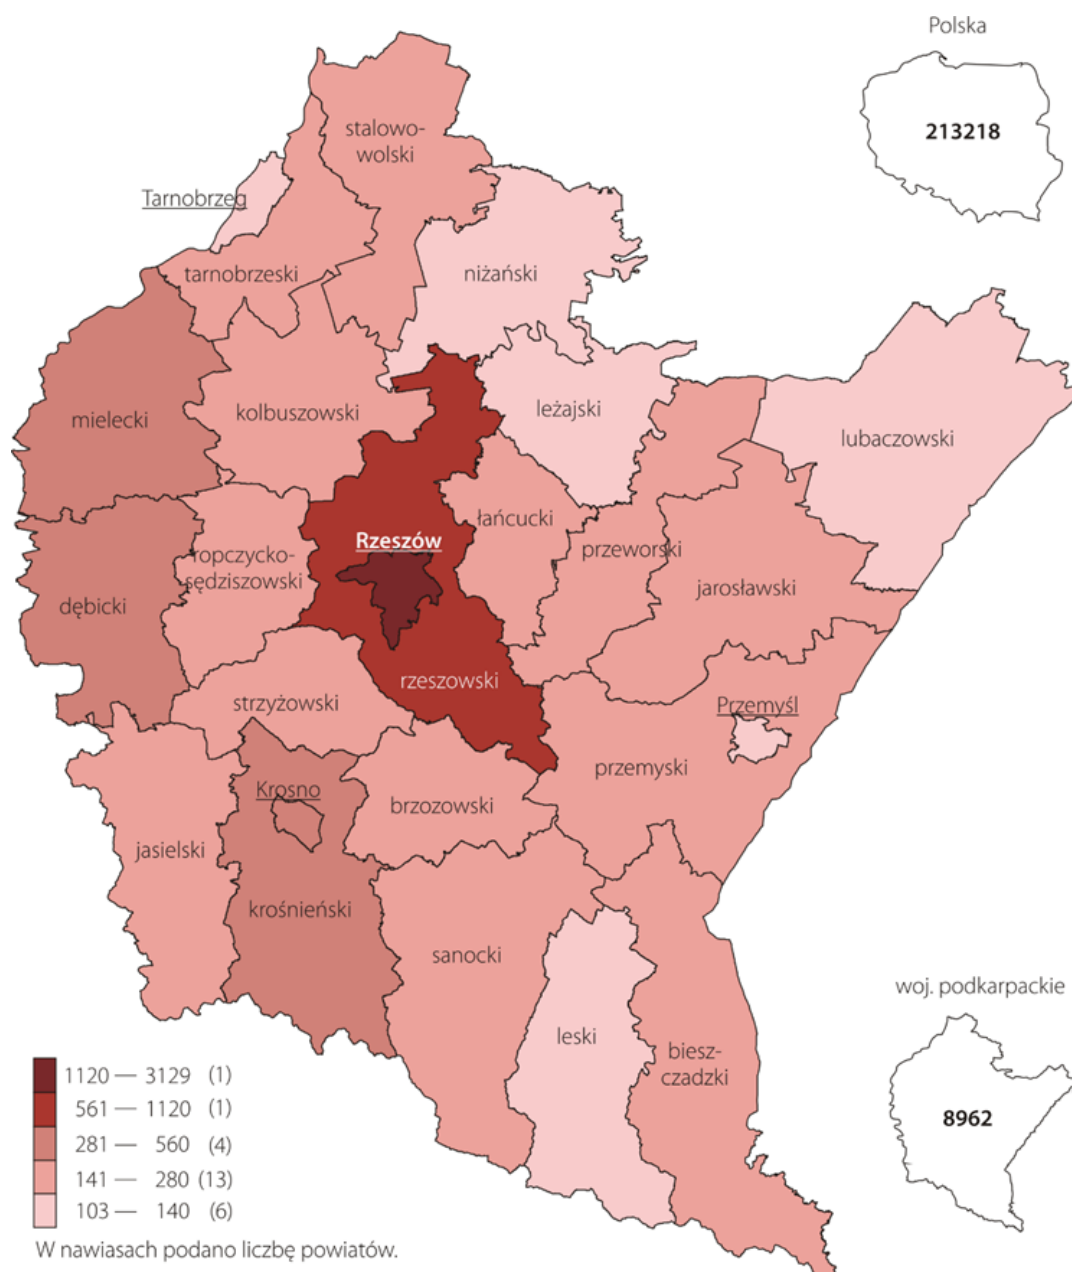 Polska
213218
stalowo-
wolski
Tarnobrzeg
tarnobrzeski
niżański
mielecki
kolbuszowski
leżajski
lubaczowski
łańcucki
Rzeszów
przeworski
ropczycko-
sędziszowski
jarosławski
dębicki
rzeszowski
strzyżowski
Przemyśl
przemyski
Krosno
brzozowski
jasielski
krośnieński
sanocki
woj. podkarpackie
leski
biesz-
czadzki
8962
1120 — 3129 (1)
561 — 1120 (1)
281 — 560 (4)
141 — 280 (13)
103 — 140 (6)
W nawiasach podano liczbę powiatów.